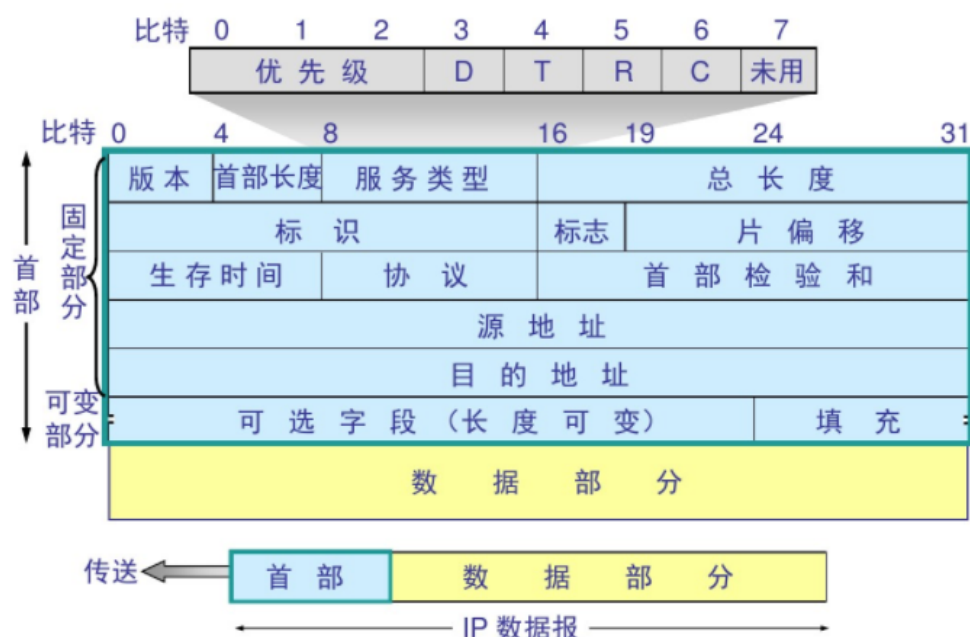 比特 0 1 2 3 4 5 6 7
优先级 D T R C 未用
比特 0 4 8 16 19 24 31
版本 首部长度 服务类型 总长度
标识 标志 片偏移
生存时间 协议 首部检验和
源地址
目的地址
可选字段（长度可变） 填充
数据部分
首部
固定部分
可变部分
传送 首部 数据部分
IP 数据报